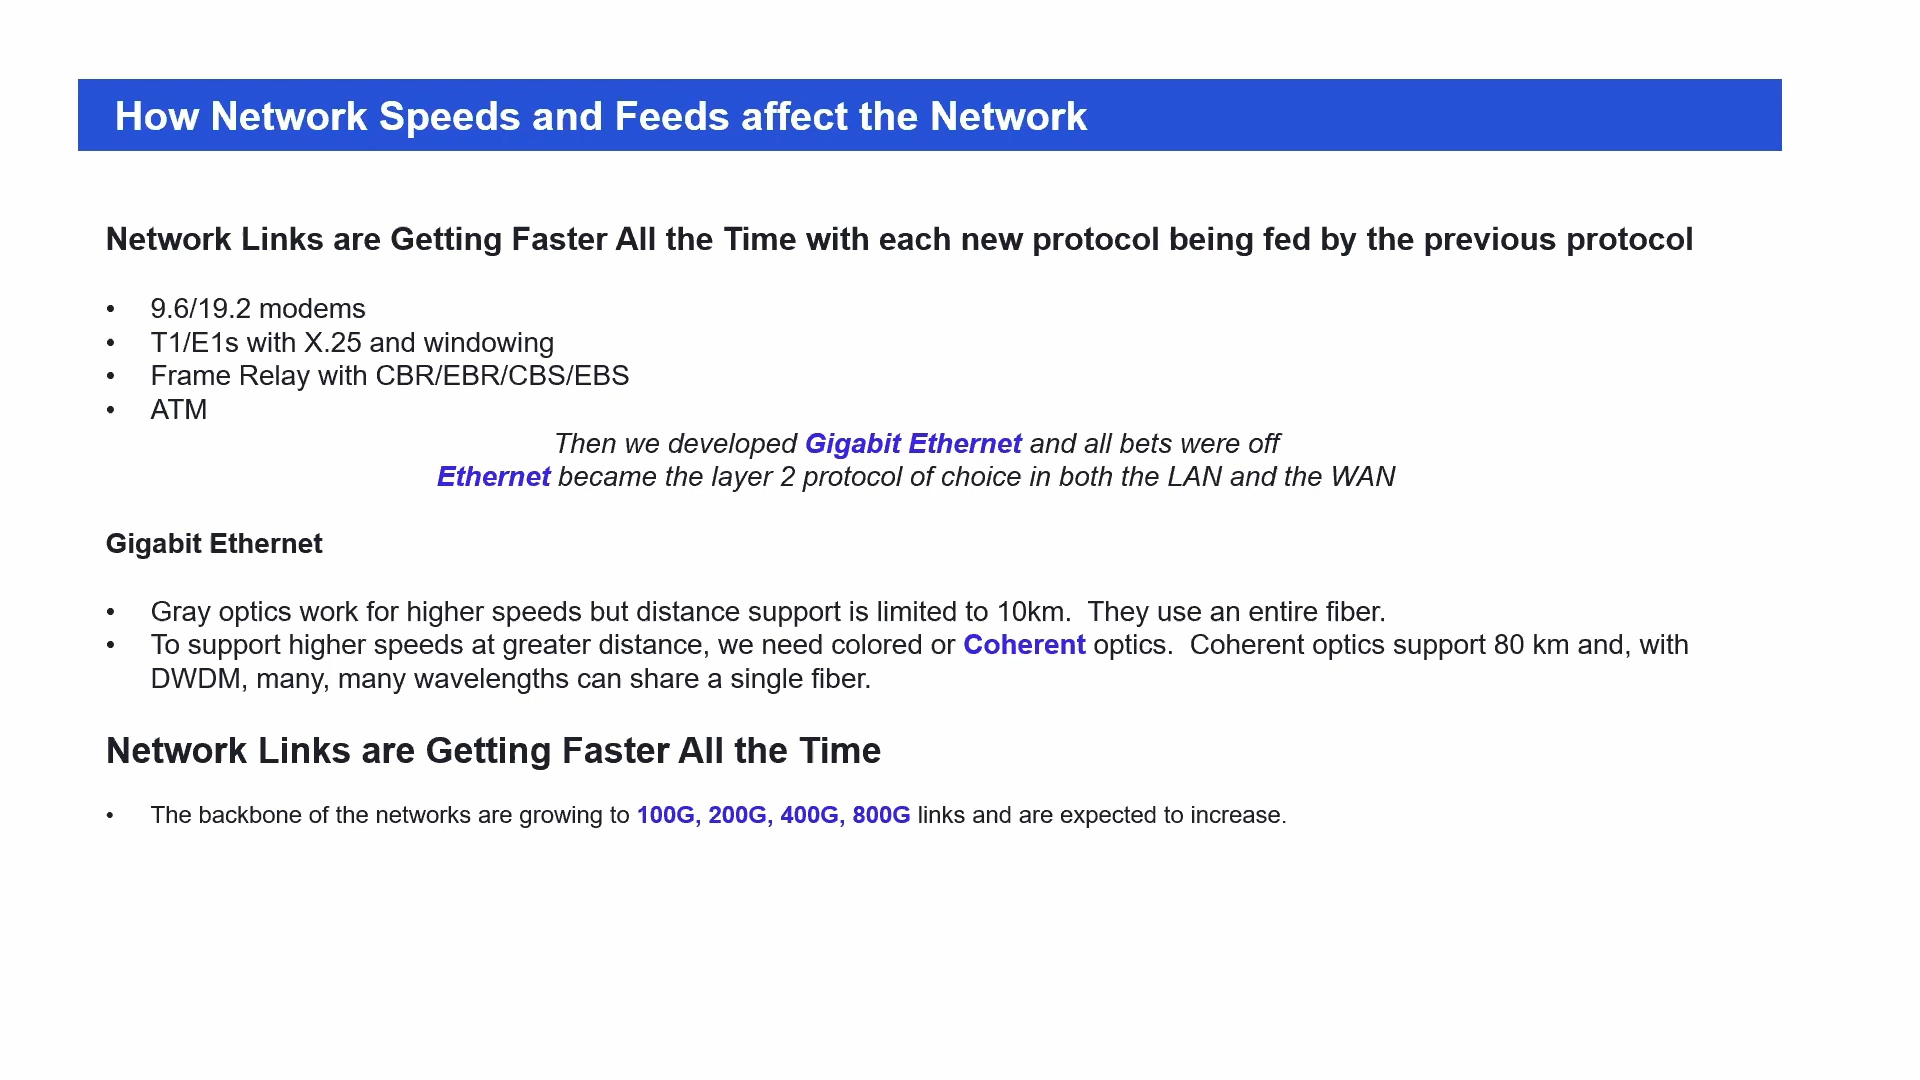 How Network Speeds and Feeds affect the Network
Network Links are Getting Faster All the Time with each new protocol being fed by the previous protocol
• 9.6/19.2 modems
• T1/E1s with X.25 and windowing
• Frame Relay with CBR/EBR/CBS/EBS
• ATM
Then we developed Gigabit Ethernet and all bets were off
Ethernet became the layer 2 protocol of choice in both the LAN and the WAN
Gigabit Ethernet
• Gray optics work for higher speeds but distance support is limited to 10km.  They use an entire fiber.
• To support higher speeds at greater distance, we need colored or Coherent optics.  Coherent optics support 80 km and, with
DWDM, many, many wavelengths can share a single fiber.
Network Links are Getting Faster All the Time
• The backbone of the networks are growing to 100G, 200G, 400G, 800G links and are expected to increase.